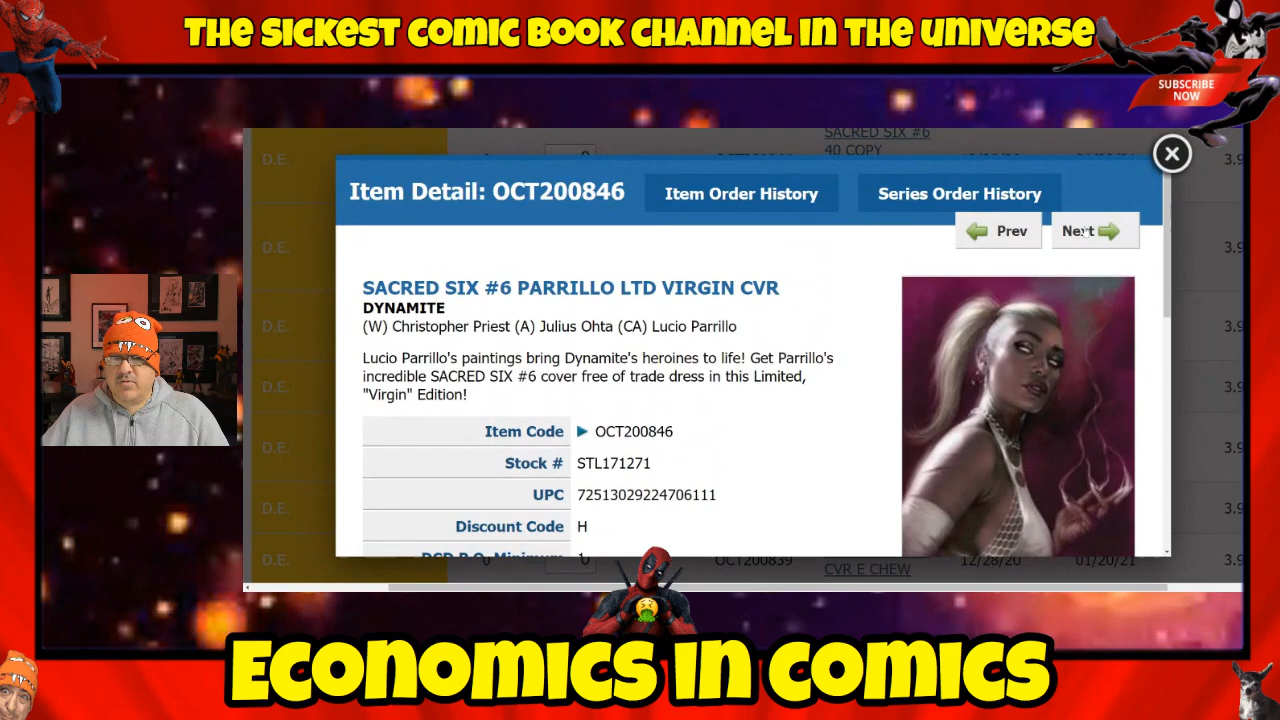 THE SICKEST COMIC BOOK CHANNEL IN THE UNIVERSE
SUBSCRIBE
NOW
D.E.
SACRED SIX #6
40 COPY
Item Detail: OCT200846
Item Order History
Series Order History
Prev
Next
SACRED SIX #6 PARRILLO LTD VIRGIN CVR
DYNAMITE
(W) Christopher Priest (A) Julius Ohta (CA) Lucio Parrillo
Lucio Parrillo's paintings bring Dynamite's heroines to life! Get Parrillo's
incredible SACRED SIX #6 cover free of trade dress in this Limited,
"Virgin" Edition!
Item Code OCT200846
Stock # STL171271
UPC 72513029224706111
Discount Code H
D.E.
D.E.
D.E.
D.E.
D.E.
D.E. OCT200839 12/28/20 01/20/21
CVR E CHEW
ECONOMICS IN COMICS